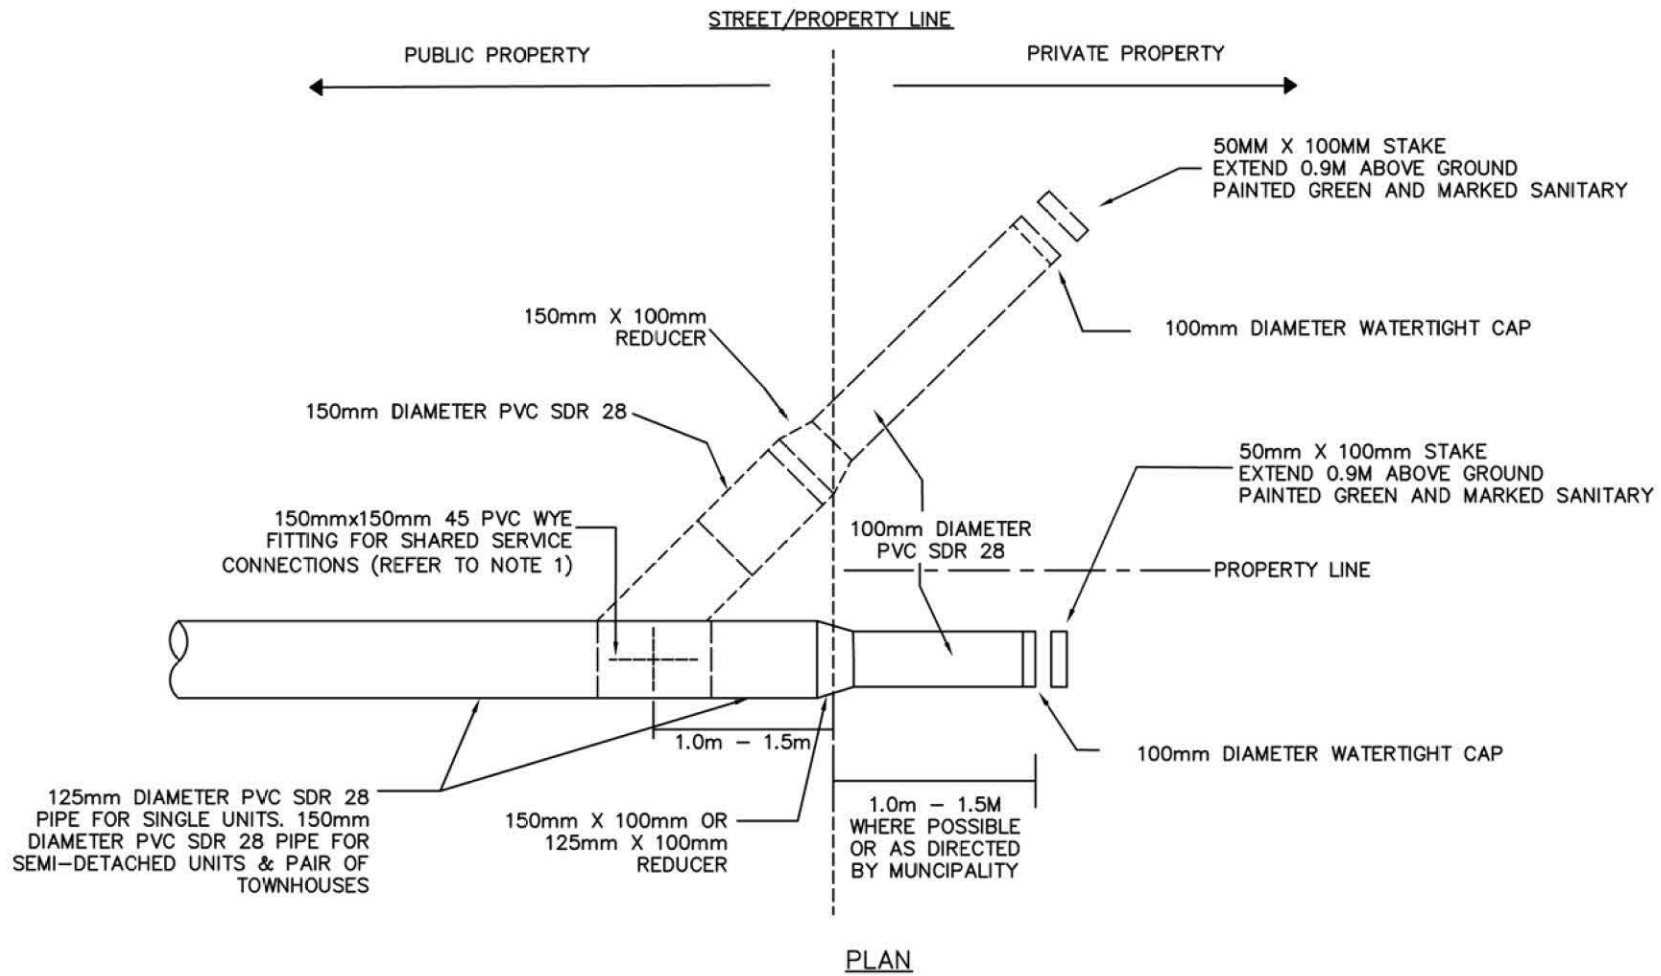 STREET/PROPERTY LINE
PUBLIC PROPERTY
PRIVATE PROPERTY
50MM X 100MM STAKE
EXTEND 0.9M ABOVE GROUND
PAINTED GREEN AND MARKED SANITARY
150mm X 100mm
REDUCER
100mm DIAMETER WATERTIGHT CAP
150mm DIAMETER PVC SDR 28
50mm X 100mm STAKE
EXTEND 0.9M ABOVE GROUND
PAINTED GREEN AND MARKED SANITARY
150mmx150mm 45 PVC WYE
FITTING FOR SHARED SERVICE
CONNECTIONS (REFER TO NOTE 1)
100mm DIAMETER
PVC SDR 28
PROPERTY LINE
1.0m - 1.5m
100mm DIAMETER WATERTIGHT CAP
125mm DIAMETER PVC SDR 28
PIPE FOR SINGLE UNITS. 150mm
DIAMETER PVC SDR 28 PIPE FOR
SEMI-DETACHED UNITS & PAIR OF
TOWNHOUSES
150mm X 100mm OR
125mm X 100mm
REDUCER
1.0m - 1.5M
WHERE POSSIBLE
OR AS DIRECTED
BY MUNCIPALITY
PLAN